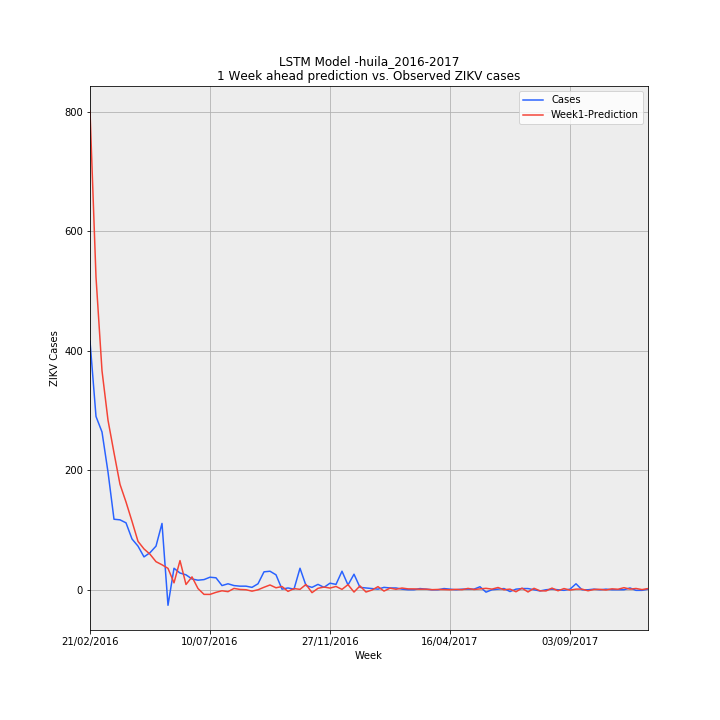 LSTM Model -huila_2016-2017
1 Week ahead prediction vs. Observed ZIKV cases
Cases
Week1-Prediction
800
600
400
200
0
ZIKV Cases
21/02/2016
10/07/2016
27/11/2016
16/04/2017
03/09/2017
Week